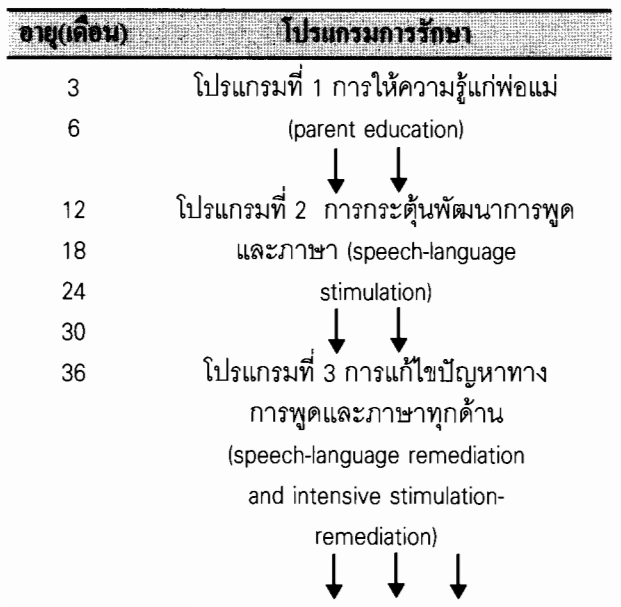 อายุ(เดือน) โปรแกรมการรักษา
3 โปรแกรมที่ 1 การให้ความรู้แก่พ่อแม่
6 (parent education)
12 โปรแกรมที่ 2 การกระตุ้นพัฒนาการพูด
18 และภาษา (speech-language
24 stimulation)
30
36 โปรแกรมที่ 3 การแก้ไขปัญหาทาง
การพูดและภาษาทุกด้าน
(speech-language remediation
and intensive stimulation-
remediation)